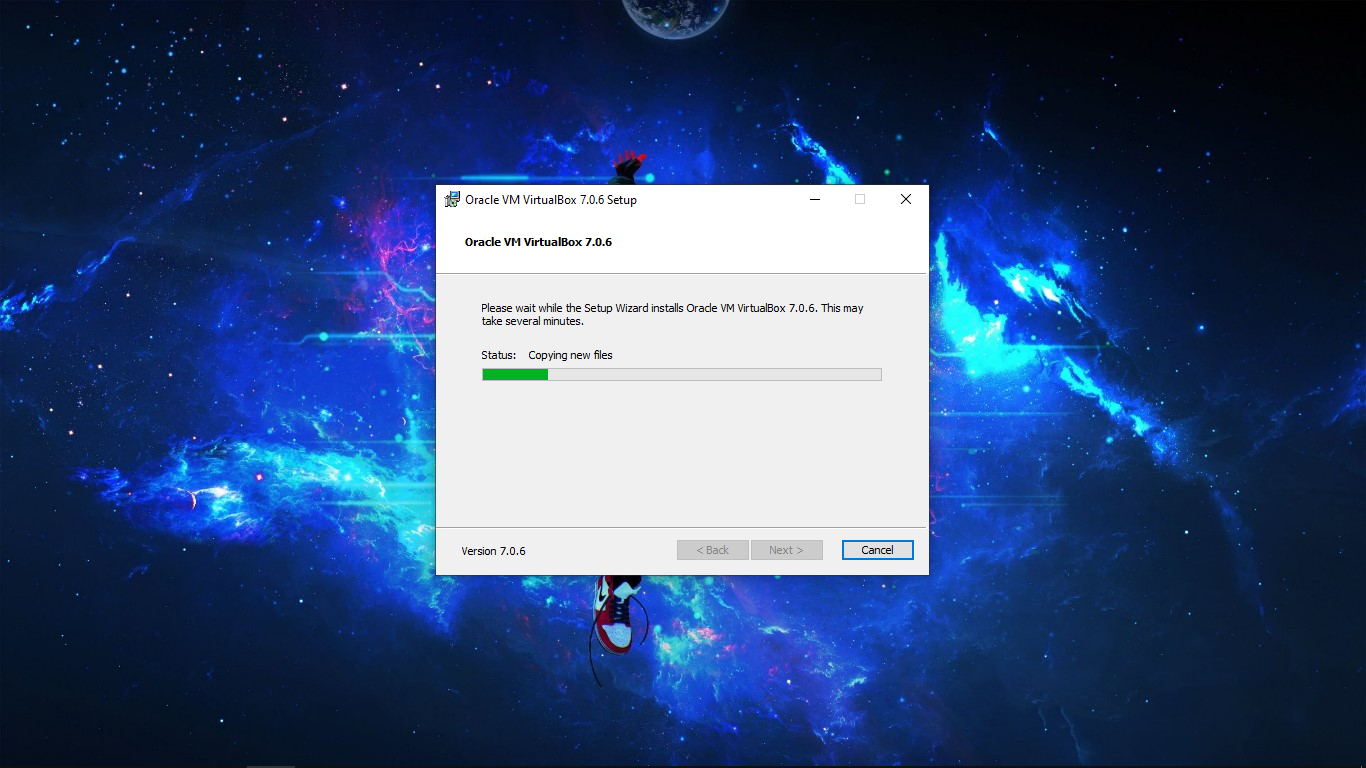 Oracle VM VirtualBox 7.0.6 Setup
Oracle VM VirtualBox 7.0.6
Please wait while the Setup Wizard installs Oracle VM VirtualBox 7.0.6. This may
take several minutes.
Status: Copying new files
Version 7.0.6
< Back
Next >
Cancel